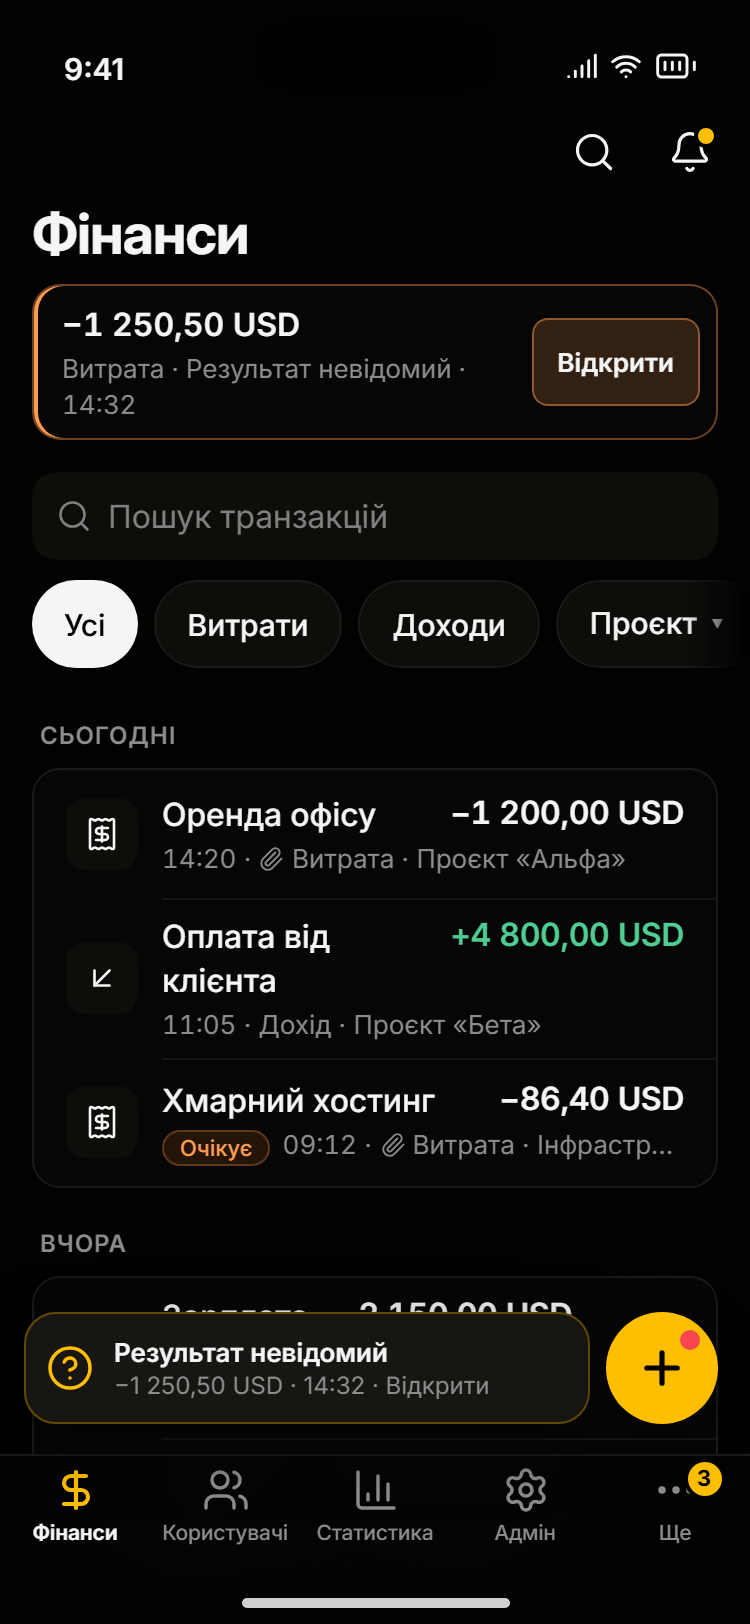 9:41
Фінанси
−1 250,50 USD
Витрата · Результат невідомий ·
14:32
Відкрити
Пошук транзакцій
Усі
Витрати
Доходи
Проєкт ▼
СЬОГОДНІ
Оренда офісу −1 200,00 USD
14:20 · Витрата · Проєкт «Альфа»
Оплата від +4 800,00 USD
клієнта
11:05 · Дохід · Проєкт «Бета»
Хмарний хостинг −86,40 USD
Очікує 09:12 · Витрата · Інфрастр...
ВЧОРА
Результат невідомий
−1 250,50 USD · 14:32 · Відкрити
3
Фінанси Користувачі Статистика Адмін Ще